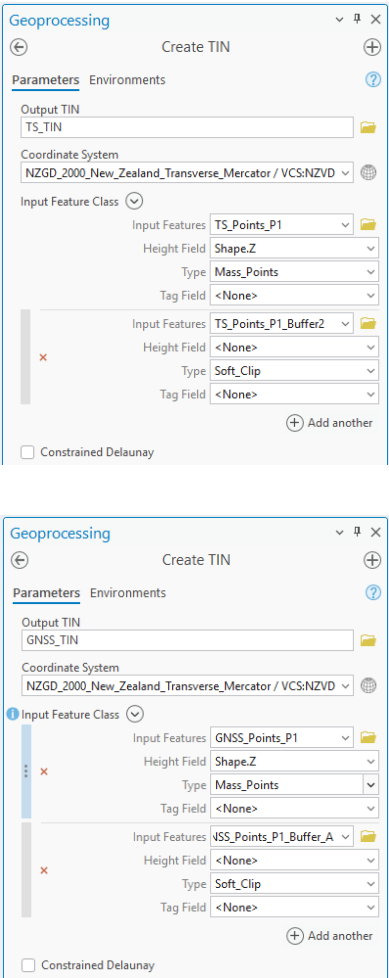 Geoprocessing
Create TIN
Parameters Environments
Output TIN
TS_TIN
Coordinate System
NZGD_2000_New_Zealand_Transverse_Mercator / VCS:NZVD
Input Feature Class
Input Features TS_Points_P1
Height Field Shape.Z
Type Mass_Points
Tag Field <None>
Input Features TS_Points_P1_Buffer2
Height Field <None>
Type Soft_Clip
Tag Field <None>
Add another
Constrained Delaunay
Geoprocessing
Create TIN
Parameters Environments
Output TIN
GNSS_TIN
Coordinate System
NZGD_2000_New_Zealand_Transverse_Mercator / VCS:NZVD
Input Feature Class
Input Features GNSS_Points_P1
Height Field Shape.Z
Type Mass_Points
Tag Field <None>
Input Features NSS_Points_P1_Buffer_A
Height Field <None>
Type Soft_Clip
Tag Field <None>
Add another
Constrained Delaunay